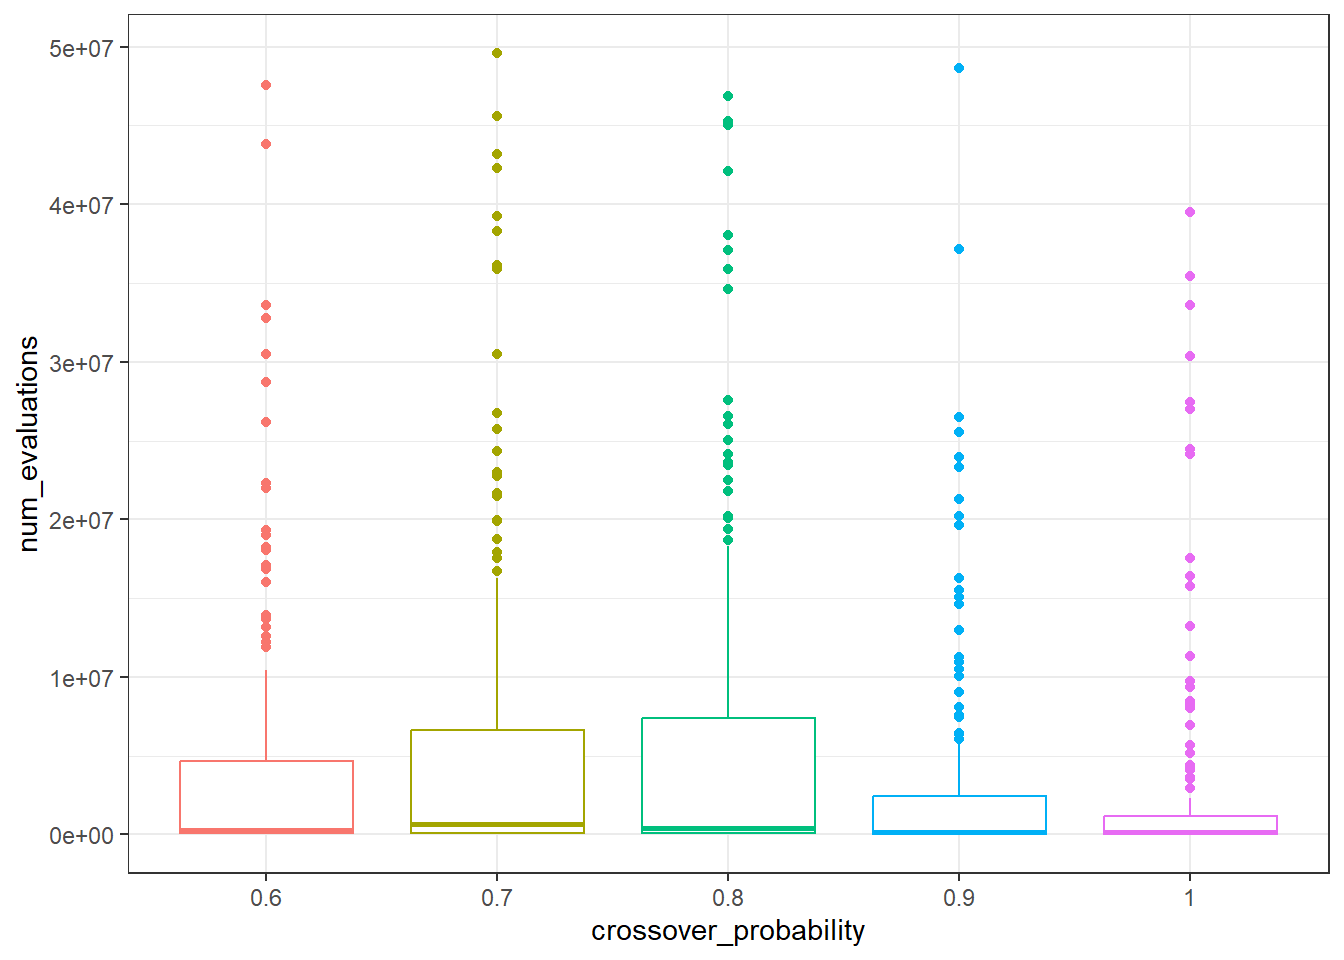 num_evaluations
5e+07
4e+07
3e+07
2e+07
1e+07
0e+00
0.6 0.7 0.8 0.9 1
crossover_probability